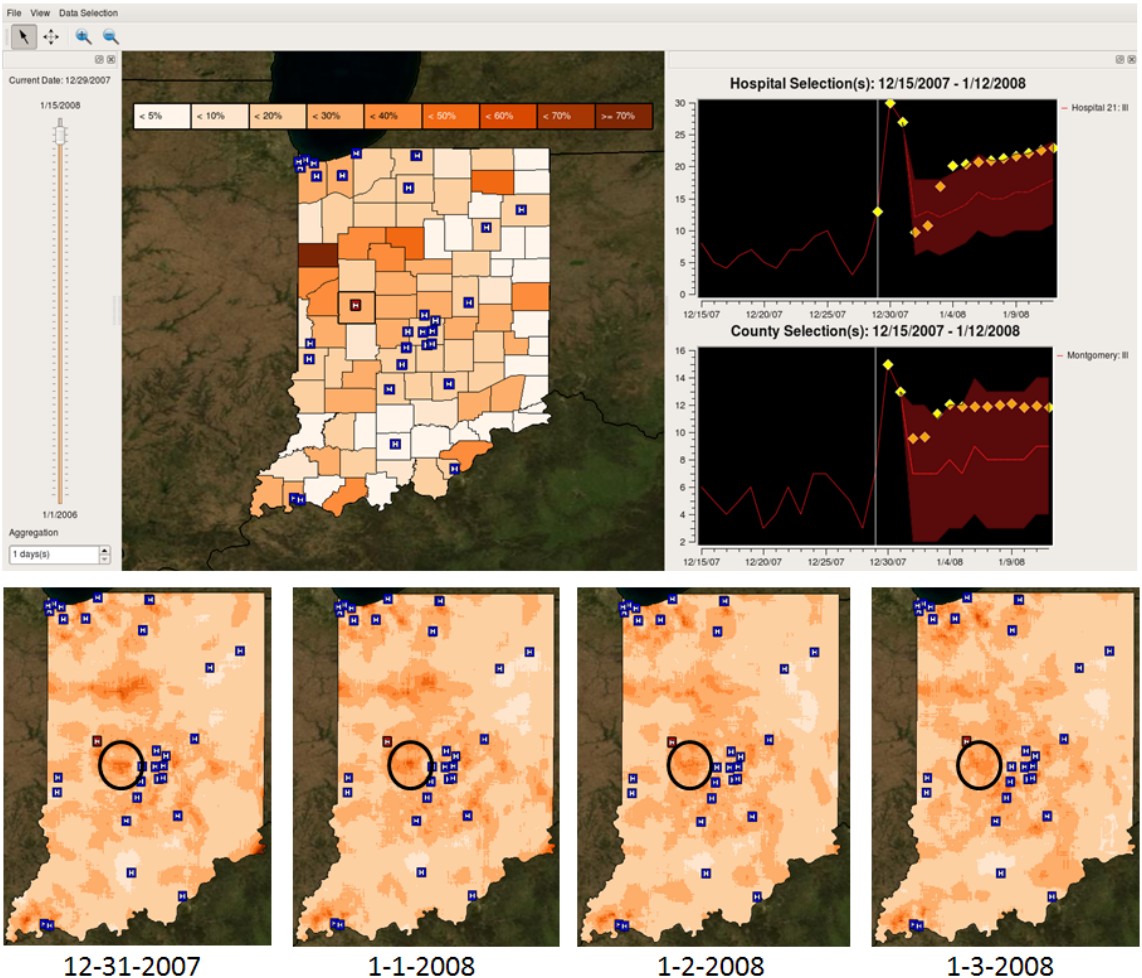 File View Data Selection
Current Date: 12/29/2007
1/15/2008
1/1/2006
Aggregation
1 days(s)
< 5% < 10% < 20% < 30% < 40% < 50% < 60% < 70% >= 70%
H
Hospital Selection(s): 12/15/2007 - 1/12/2008
30
25
20
15
10
5
0
12/15/07 12/20/07 12/25/07 12/30/07 1/4/08 1/9/08
Hospital 21: Ill
County Selection(s): 12/15/2007 - 1/12/2008
16
14
12
10
8
6
4
2
12/15/07 12/20/07 12/25/07 12/30/07 1/4/08 1/9/08
Montgomery: Ill
12-31-2007 1-1-2008 1-2-2008 1-3-2008